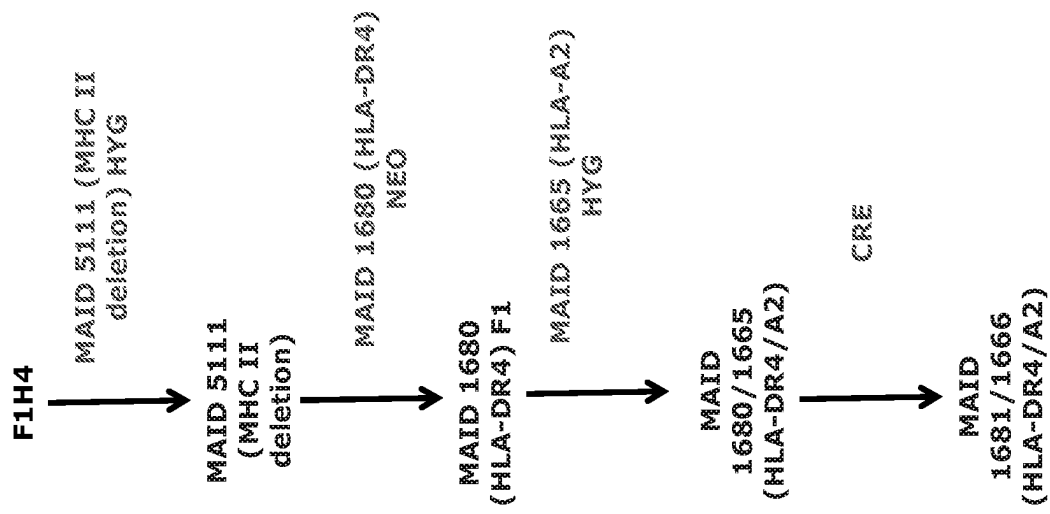 F1H4
MAID 5111 (MHC II
deletion) HYG
MAID 5111
(MHC II
deletion)
MAID 1680 (HLA-DR4)
NEO
MAID 1680
(HLA-DR4) F1
MAID 1665 (HLA-A2)
HYG
MAID
1680/1665
(HLA-DR4/A2)
CRE
MAID
1681/1666
(HLA-DR4/A2)